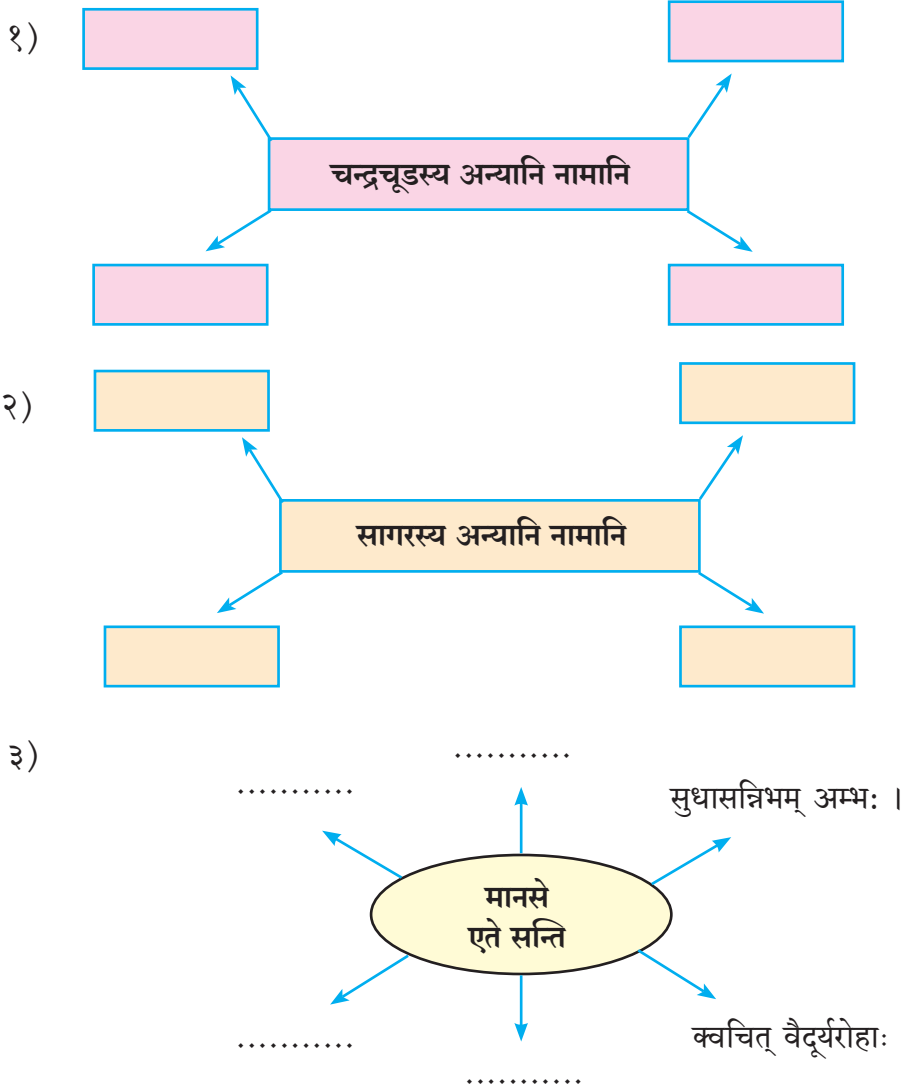 १)
चन्द्रचूडस्य अन्यानि नामानि
२)
सागरस्य अन्यानि नामानि
३)
...........
...........
सुधासन्निभम् अम्भः ।
मानसे
एते सन्ति
...........
क्वचित् वैदूर्यरोहाः
...........